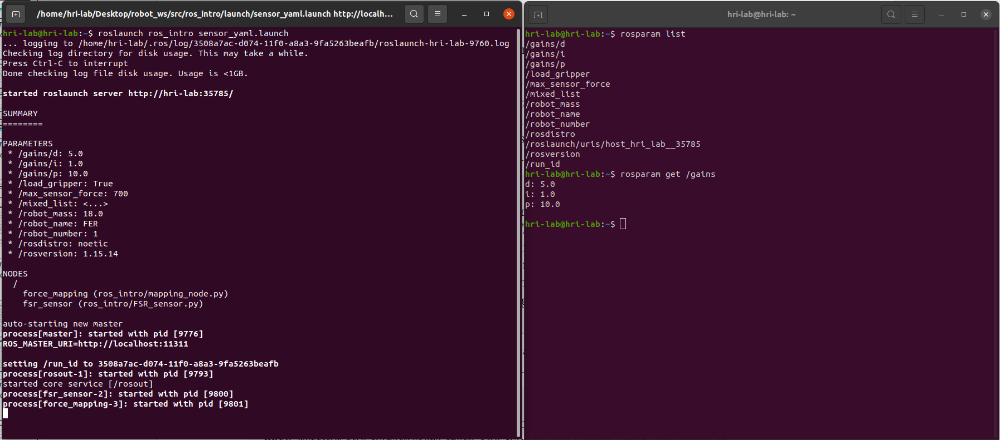 /home/hri-lab/Desktop/robot_ws/src/ros_intro/launch/sensor_yaml.launch http://localh...
hri-lab@hri-lab:~$ roslaunch ros_intro sensor_yaml.launch
... logging to /home/hri-lab/.ros/log/3508a7ac-d074-11f0-a8a3-9fa5263beafb/roslaunch-hri-lab-9760.log
Checking log directory for disk usage. This may take a while.
Press Ctrl-C to interrupt
Done checking log file disk usage. Usage is <1GB.
started roslaunch server http://hri-lab:35785/
SUMMARY
========
PARAMETERS
 * /gains/d: 5.0
 * /gains/i: 1.0
 * /gains/p: 10.0
 * /load_gripper: True
 * /max_sensor_force: 700
 * /mixed_list: <...>
 * /robot_mass: 18.0
 * /robot_name: FER
 * /robot_number: 1
 * /rosdistro: noetic
 * /rosversion: 1.15.14
NODES
  /
    force_mapping (ros_intro/mapping_node.py)
    fsr_sensor (ros_intro/FSR_sensor.py)
auto-starting new master
process[master]: started with pid [9776]
ROS_MASTER_URI=http://localhost:11311
setting /run_id to 3508a7ac-d074-11f0-a8a3-9fa5263beafb
process[rosout-1]: started with pid [9793]
started core service [/rosout]
process[fsr_sensor-2]: started with pid [9800]
process[force_mapping-3]: started with pid [9801]
hri-lab@hri-lab: ~
hri-lab@hri-lab:~$ rosparam list
/gains/d
/gains/i
/gains/p
/load_gripper
/max_sensor_force
/mixed_list
/robot_mass
/robot_name
/robot_number
/rosdistro
/roslaunch/uris/host_hri_lab__35785
/rosversion
/run_id
hri-lab@hri-lab:~$ rosparam get /gains
d: 5.0
i: 1.0
p: 10.0
hri-lab@hri-lab:~$